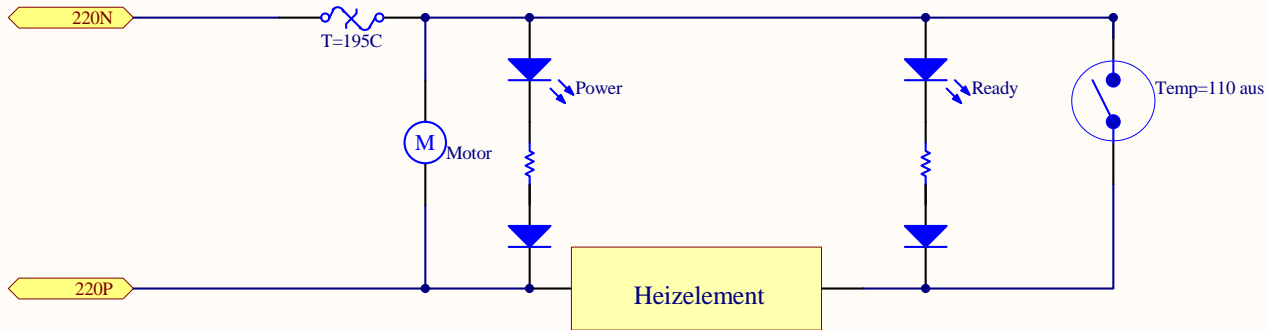 220N
T=195C
Power
Ready
Temp=110 aus
M
Motor
220P
Heizelement